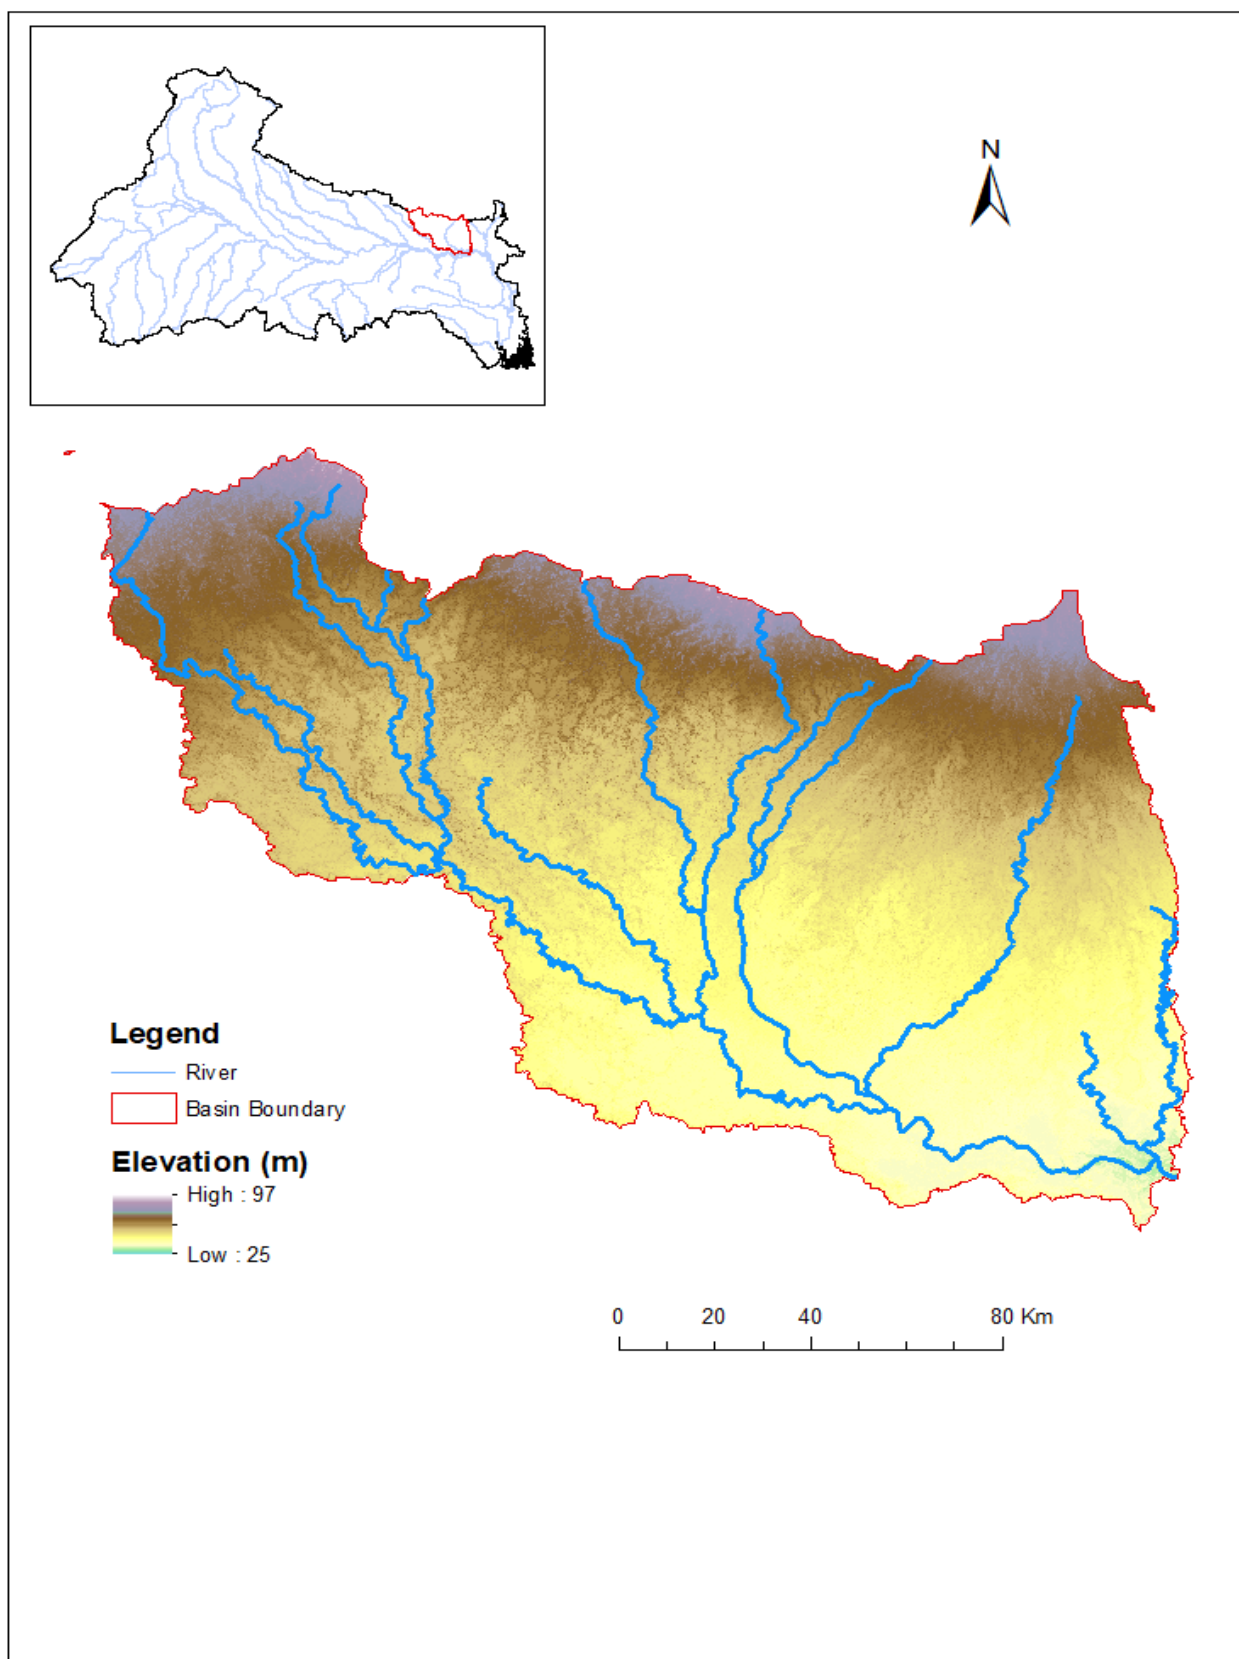 N
Legend
River
Basin Boundary
Elevation (m)
High : 97
Low : 25
0 20 40 80 Km